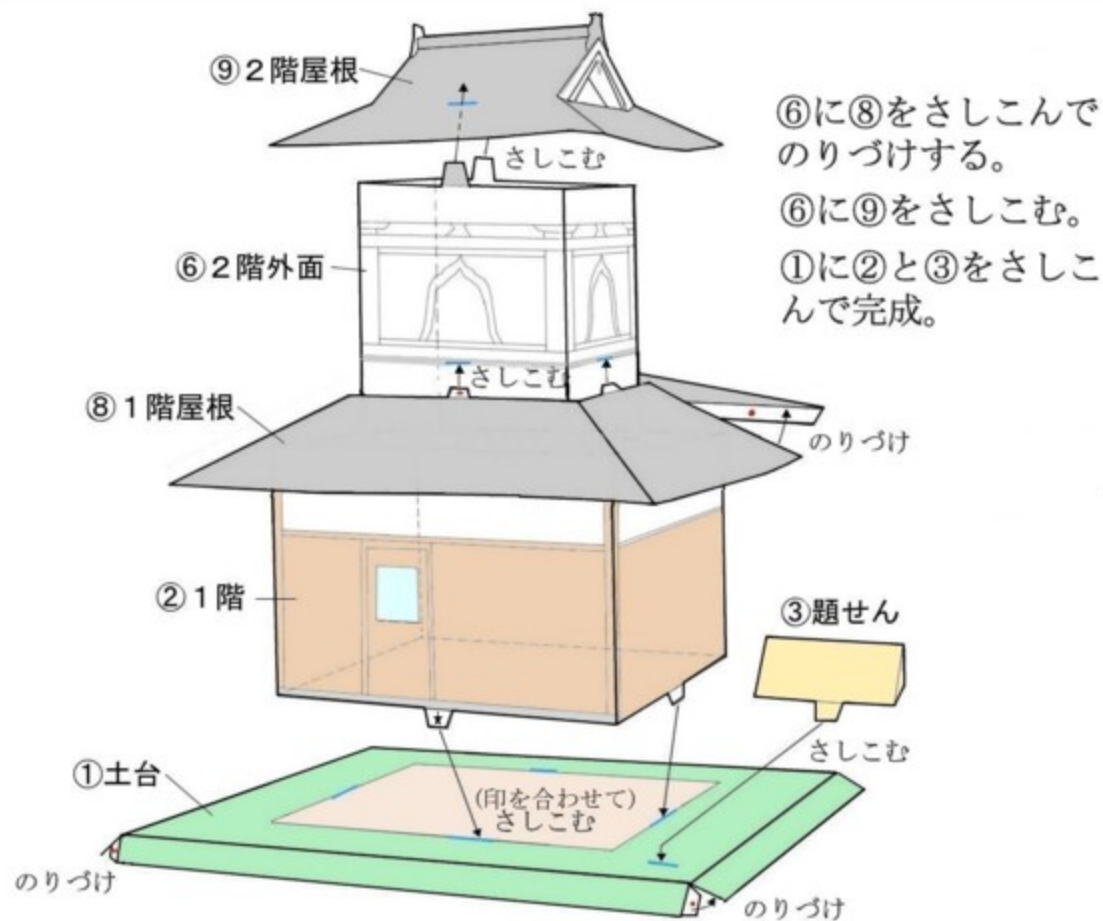 ⑨２階屋根
⑥に⑧をさしこんで
のりづけする。
さしこむ
⑥に⑨をさしこむ。
⑥２階外面
①に②と③をさしこ
んで完成。
さしこむ
⑧１階屋根
のりづけ
②１階
③題せん
さしこむ
①土台
(印を合わせて)
さしこむ
のりづけ
のりづけ